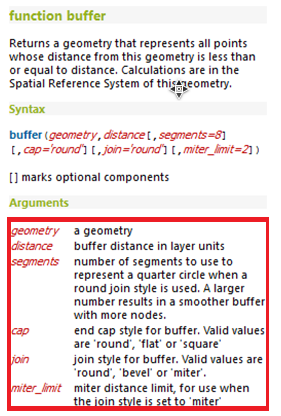 function buffer
Returns a geometry that represents all points
whose distance from this geometry is less than
or equal to distance. Calculations are in the
Spatial Reference System of this geometry.
Syntax
buffer(geometry,distance[,segments=8]
[,cap='round'][,join='round'][,miter_limit=2])
[ ] marks optional components
Arguments
geometry a geometry
distance buffer distance in layer units
segments number of segments to use to
represent a quarter circle when a
round join style is used. A larger
number results in a smoother buffer
with more nodes.
cap end cap style for buffer. Valid values
are 'round', 'flat' or 'square'
join join style for buffer. Valid values are
'round', 'bevel' or 'miter'.
miter_limit miter distance limit, for use when
the join style is set to 'miter'